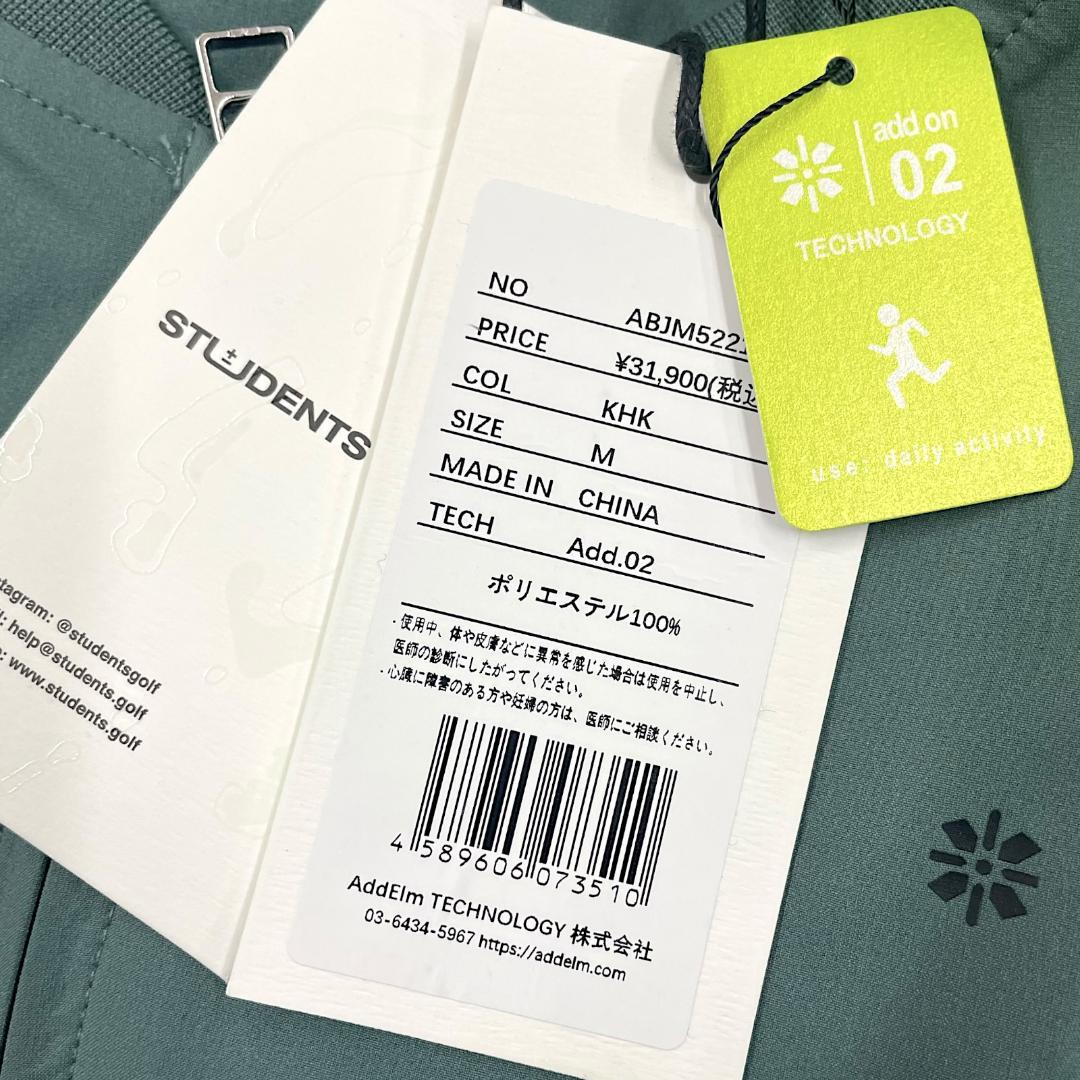 STUDENTS
@studentsgolf
help@students.golf
www.students.golf
NO
PRICE ¥31,900
COL KHK
SIZE M
MADE IN CHINA
TECH Add.02
ポリエステル100%
・使用中、体や皮膚などに異常を感じた場合は使用を中止し、
医師の診断にしたがってください。
・心臓に障害のある方や妊婦の方は、医師にご相談ください。
4 589606 073510
AddElm TECHNOLOGY 株式会社
03-6434-5967 https://addelm.com
add.on
02
TECHNOLOGY
use: daily activity